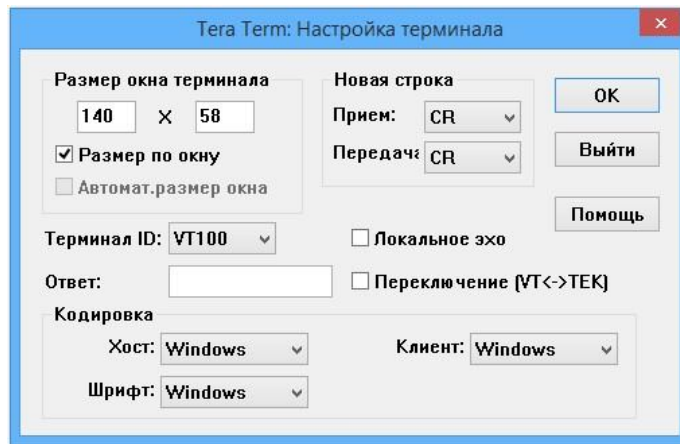 Tera Term: Настройка терминала
Размер окна терминала
140 X 58
Размер по окну
Автомат.размер окна
Новая строка
Прием: CR
Передача CR
OK
Выйти
Помощь
Терминал ID: VT100
Локальное эхо
Ответ:
Переключение (VT<->TEK)
Кодировка
Хост: Windows
Клиент: Windows
Шрифт: Windows